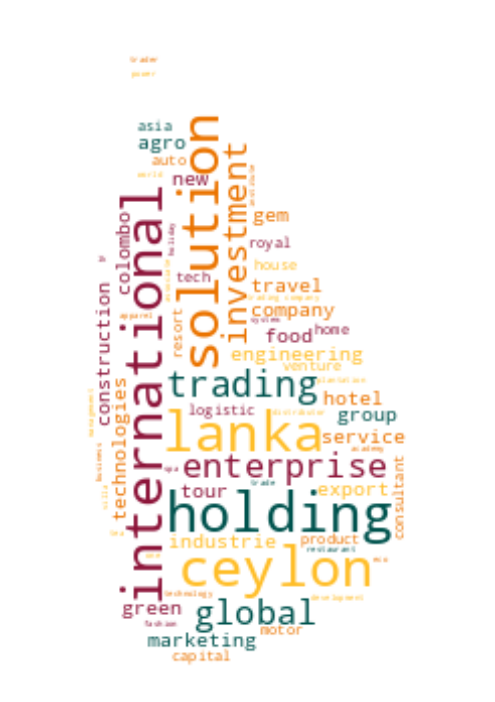 trader
power
asia
agro
auto
world
new
solution
investment
international
colombo
gem
royal
holiday
house
tech
travel
trading company
company
apparel
system
resort
food
home
construction
engineering
venture
plantation
trading
hotel
technologies
management
logistic
distributor
group
lanka
service
academy
business
spa
enterprise
consultant
villa
tour
trade
export
holding
tea
industrie
product
restaurant
ceylon
eco
technology
development
green
global
fashion
motor
marketing
capital